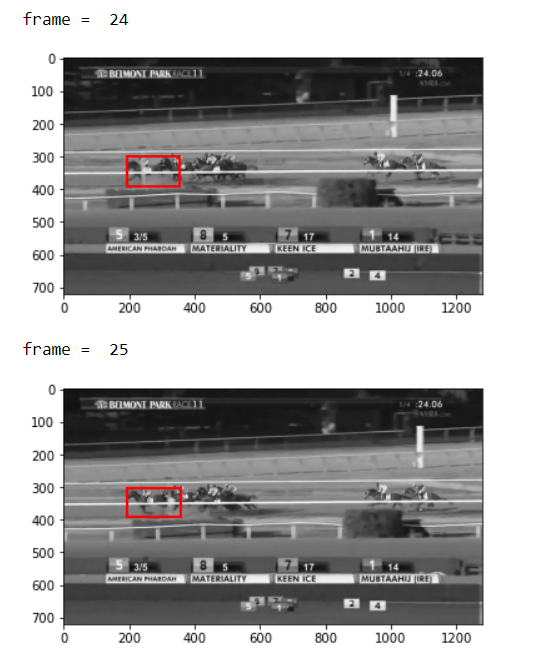 frame = 24
0
100
BELMONT PARK RACE 11
1/4 :24.06
200
300
400
500
5 3/5 8 5 7 17 1 14
AMERICAN PHAROAH MATERIALITY KEEN ICE MUBTAAHIJ (IRE)
600
5 1 2 4
700
0 200 400 600 800 1000 1200
frame = 25
0
BELMONT PARK RACE 11
1/4 :24.06
100
200
300
400
500
5 3/5 8 5 7 17 1 14
AMERICAN PHAROAH MATERIALITY KEEN ICE MUBTAAHIJ (IRE)
600
5 1 2 4
700
0 200 400 600 800 1000 1200